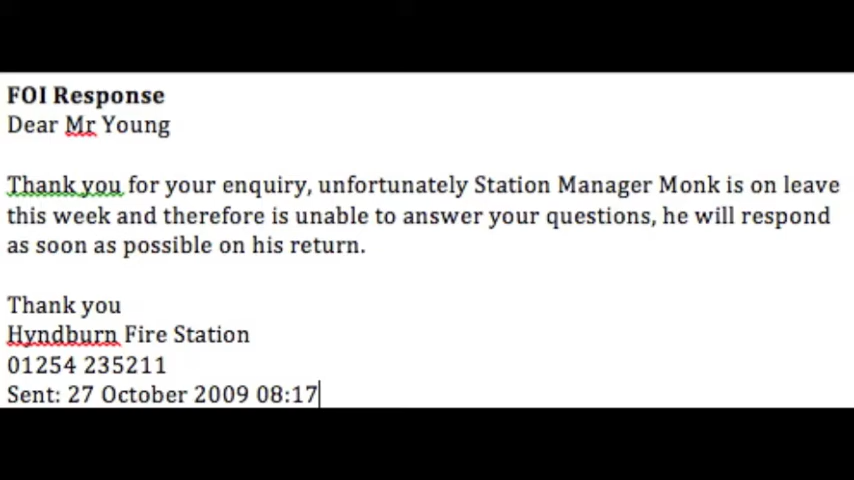 FOI Response
Dear Mr Young
Thank you for your enquiry, unfortunately Station Manager Monk is on leave
this week and therefore is unable to answer your questions, he will respond
as soon as possible on his return.
Thank you
Hyndburn Fire Station
01254 235211
Sent: 27 October 2009 08:17